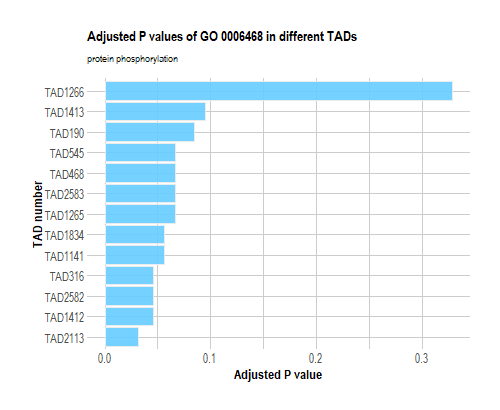 Adjusted P values of GO 0006468 in different TADs
protein phosphorylation
TAD1266
TAD1413
TAD190
TAD545
TAD468
TAD2583
TAD1265
TAD1834
TAD1141
TAD316
TAD2582
TAD1412
TAD2113
TAD number
0.0 0.1 0.2 0.3
Adjusted P value